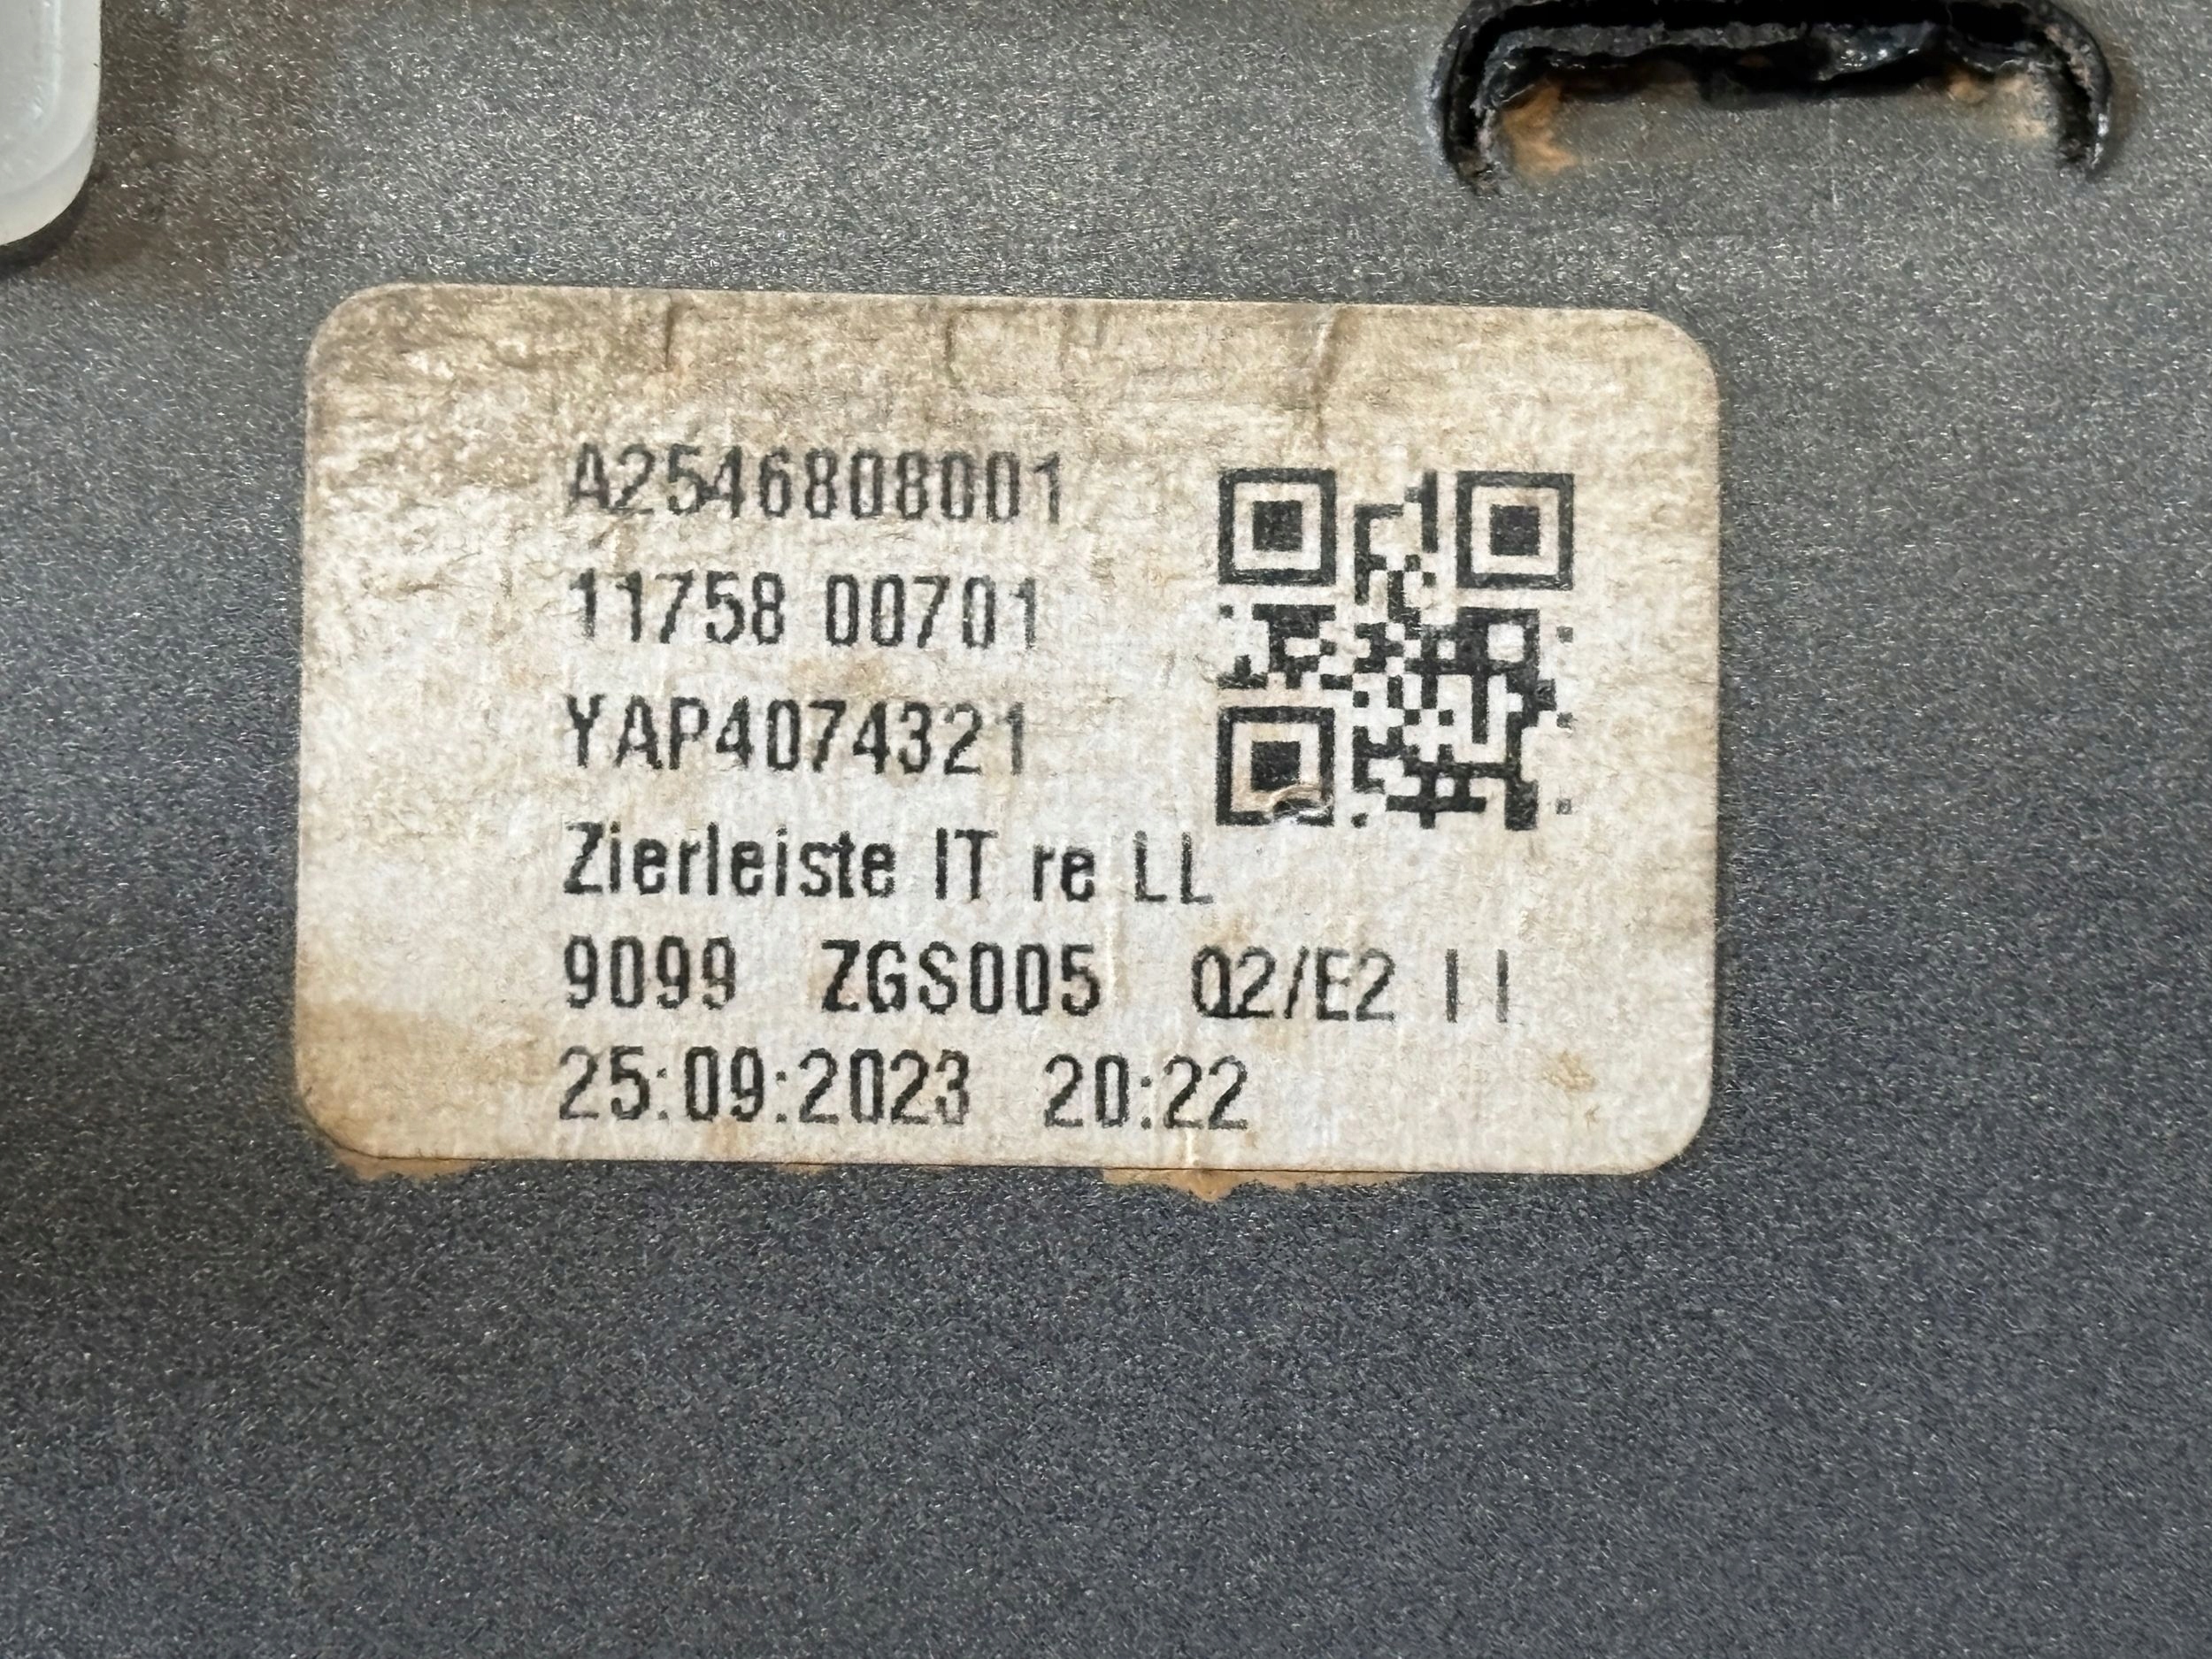 A2546808001
11758 00701
YAP4074321
Zierleiste IT re LL
9099 ZGS005 Q2/E2 I I
25:09:2023 20:22